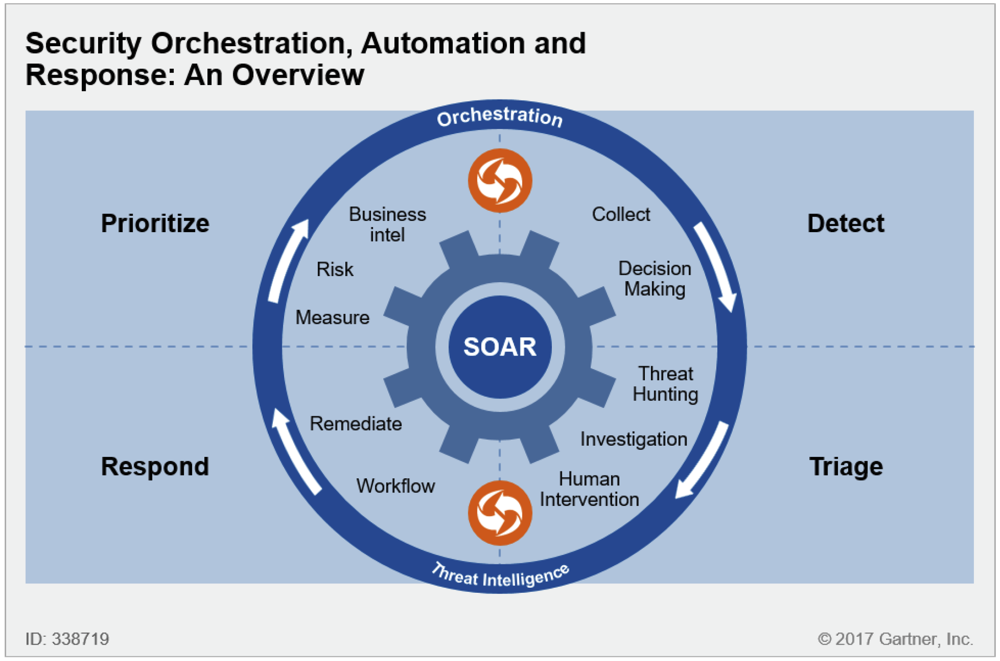 Security Orchestration, Automation and
Response: An Overview
Orchestration
Prioritize
Detect
Business
intel
Risk
Measure
Collect
Decision
Making
SOAR
Respond
Triage
Remediate
Workflow
Threat
Hunting
Investigation
Human
Intervention
Threat Intelligence
ID: 338719
© 2017 Gartner, Inc.